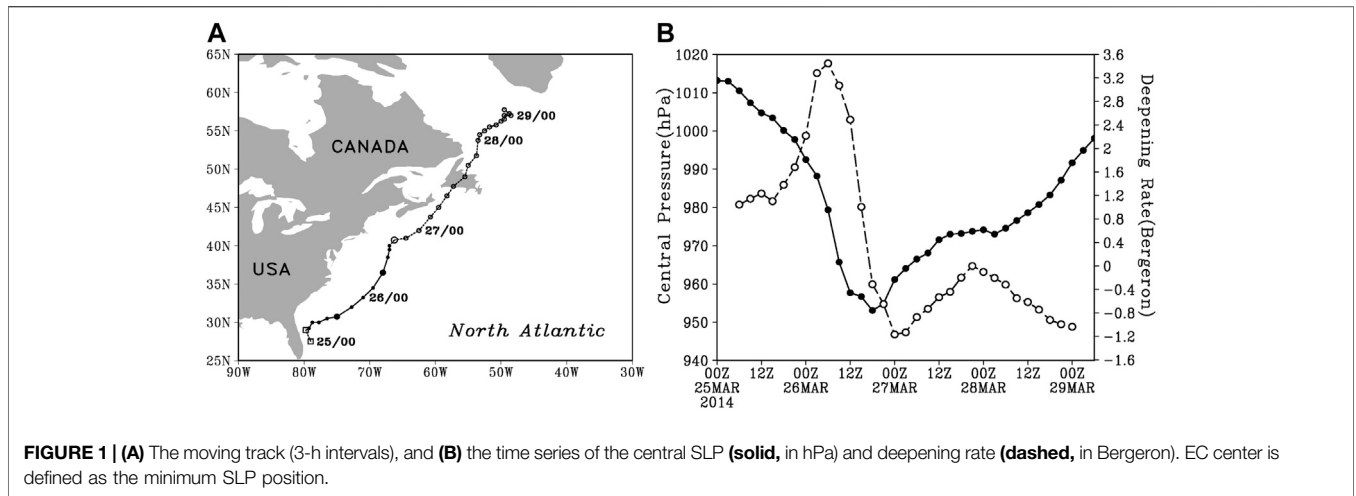 A
65N
60N
55N
50N
45N
40N
35N
30N
25N
90W 80W 70W 60W 50W 40W 30W
CANADA
USA
North Atlantic
29/00
28/00
27/00
26/00
25/00
B
1020
1010
1000
990
980
970
960
950
940
Central Pressure(hPa)
3.6
3.2
2.8
2.4
2
1.6
1.2
0.8
0.4
0
-0.4
-0.8
-1.2
-1.6
Deepening Rate(Bergeron)
00Z 12Z 00Z 12Z 00Z 12Z 00Z 12Z 00Z
25MAR 26MAR 27MAR 28MAR 29MAR
2014
FIGURE 1 | (A) The moving track (3-h intervals), and (B) the time series of the central SLP (solid, in hPa) and deepening rate (dashed, in Bergeron). EC center is
defined as the minimum SLP position.